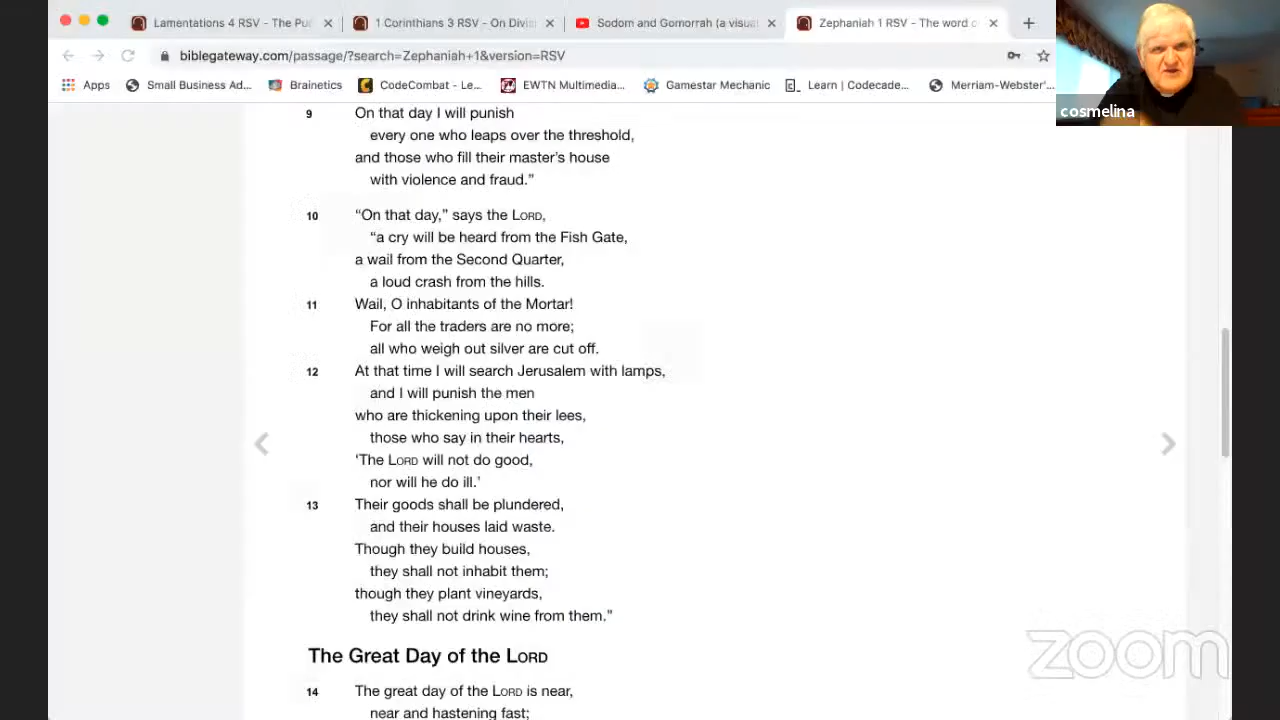 Lamentations 4 RSV - The Pu
1 Corinthians 3 RSV - On Divis
Sodom and Gomorrah (a visua
Zephaniah 1 RSV - The word o
biblegateway.com/passage/?search=Zephaniah+1&version=RSV
Apps
Small Business Ad...
Brainetics
CodeCombat - Le...
EWTN Multimedia...
Gamestar Mechanic
Learn | Codecade...
Merriam-Webster'...
cosmelina
9 On that day I will punish
every one who leaps over the threshold,
and those who fill their master’s house
with violence and fraud.”
10 “On that day,” says the LORD,
“a cry will be heard from the Fish Gate,
a wail from the Second Quarter,
a loud crash from the hills.
11 Wail, O inhabitants of the Mortar!
For all the traders are no more;
all who weigh out silver are cut off.
12 At that time I will search Jerusalem with lamps,
and I will punish the men
who are thickening upon their lees,
those who say in their hearts,
‘The LORD will not do good,
nor will he do ill.’
13 Their goods shall be plundered,
and their houses laid waste.
Though they build houses,
they shall not inhabit them;
though they plant vineyards,
they shall not drink wine from them.”
The Great Day of the LORD
14 The great day of the LORD is near,
near and hastening fast;
zoom